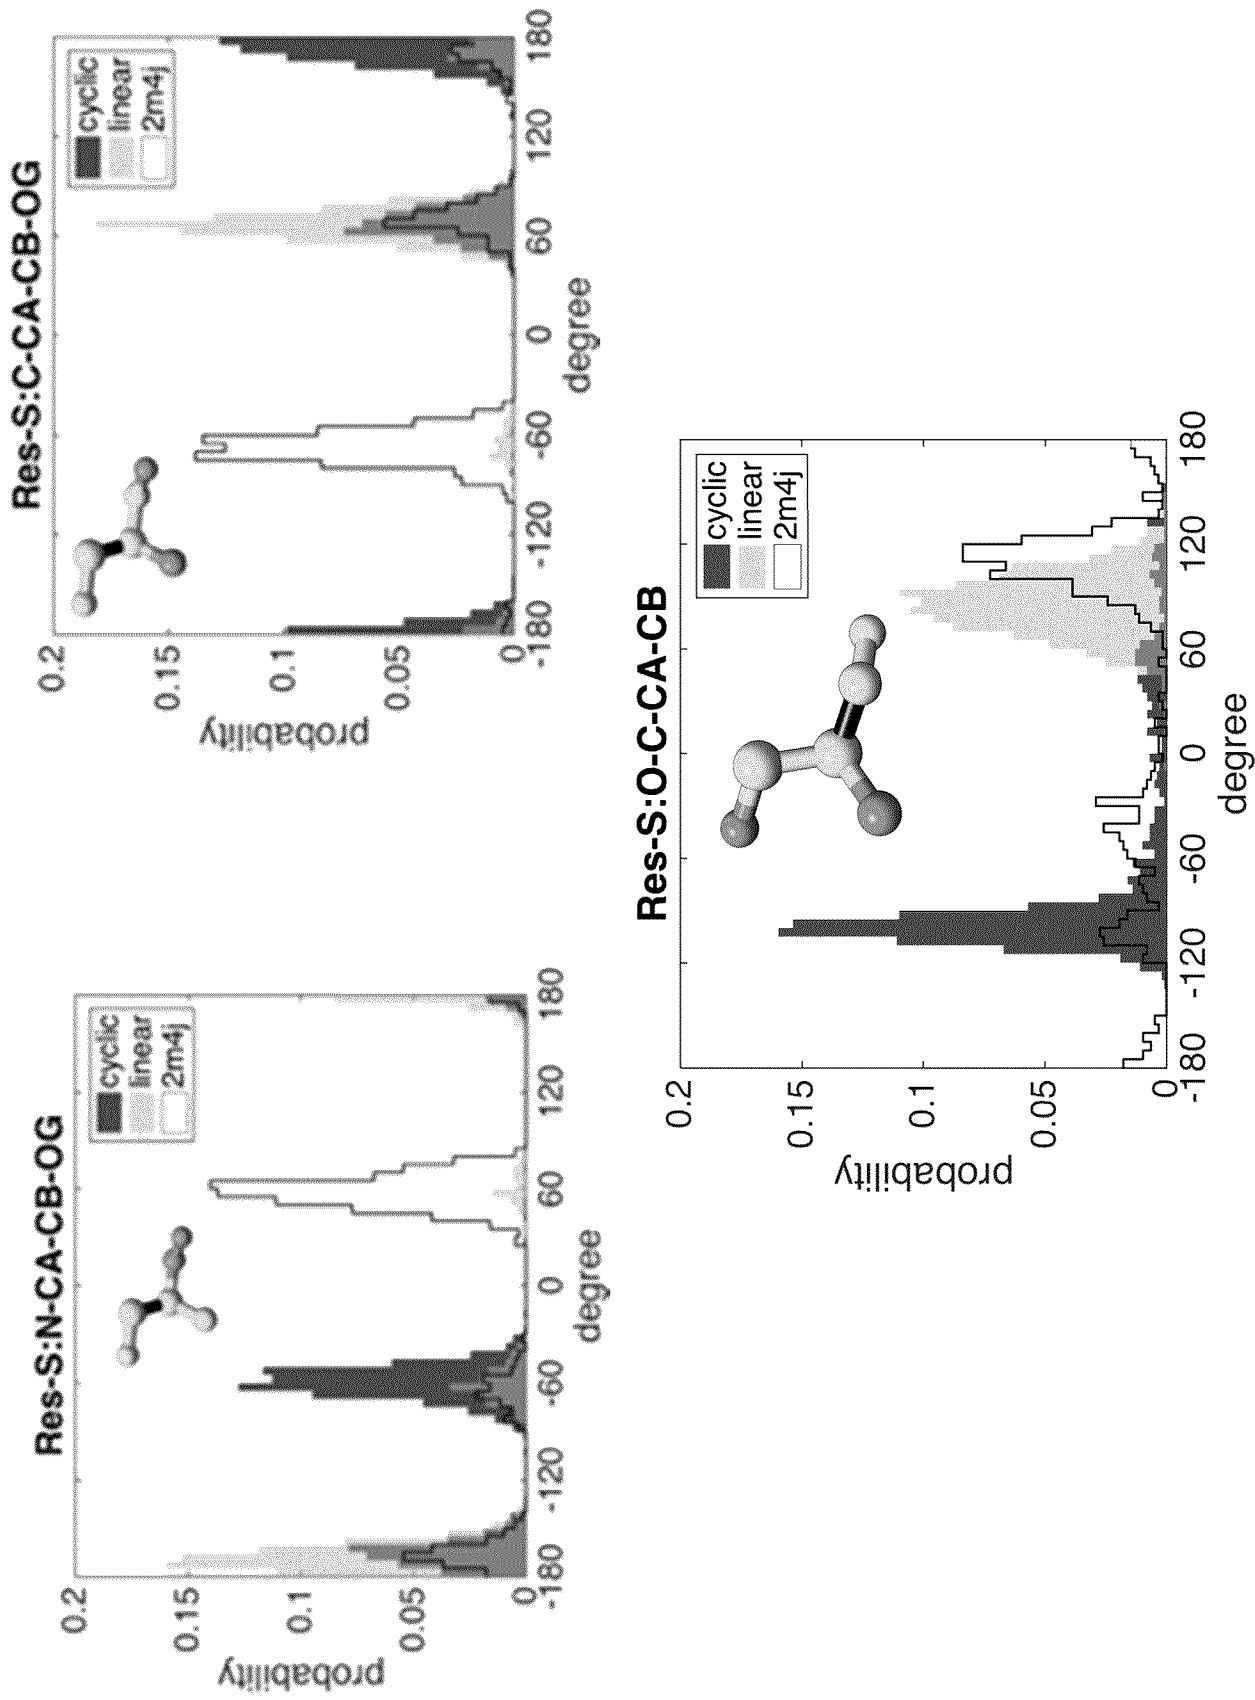 Res-S:N-CA-CB-OG
cyclic
linear
2m4j
0.2
0.15
0.1
0.05
0
probability
-180
-120
-60
0
60
120
180
degree
Res-S:C-CA-CB-OG
cyclic
linear
2m4j
0.2
0.15
0.1
0.05
0
probability
-180
-120
-60
0
60
120
180
degree
Res-S:O-C-CA-CB
cyclic
linear
2m4j
0.2
0.15
0.1
0.05
0
probability
-180
-120
-60
0
60
120
180
degree